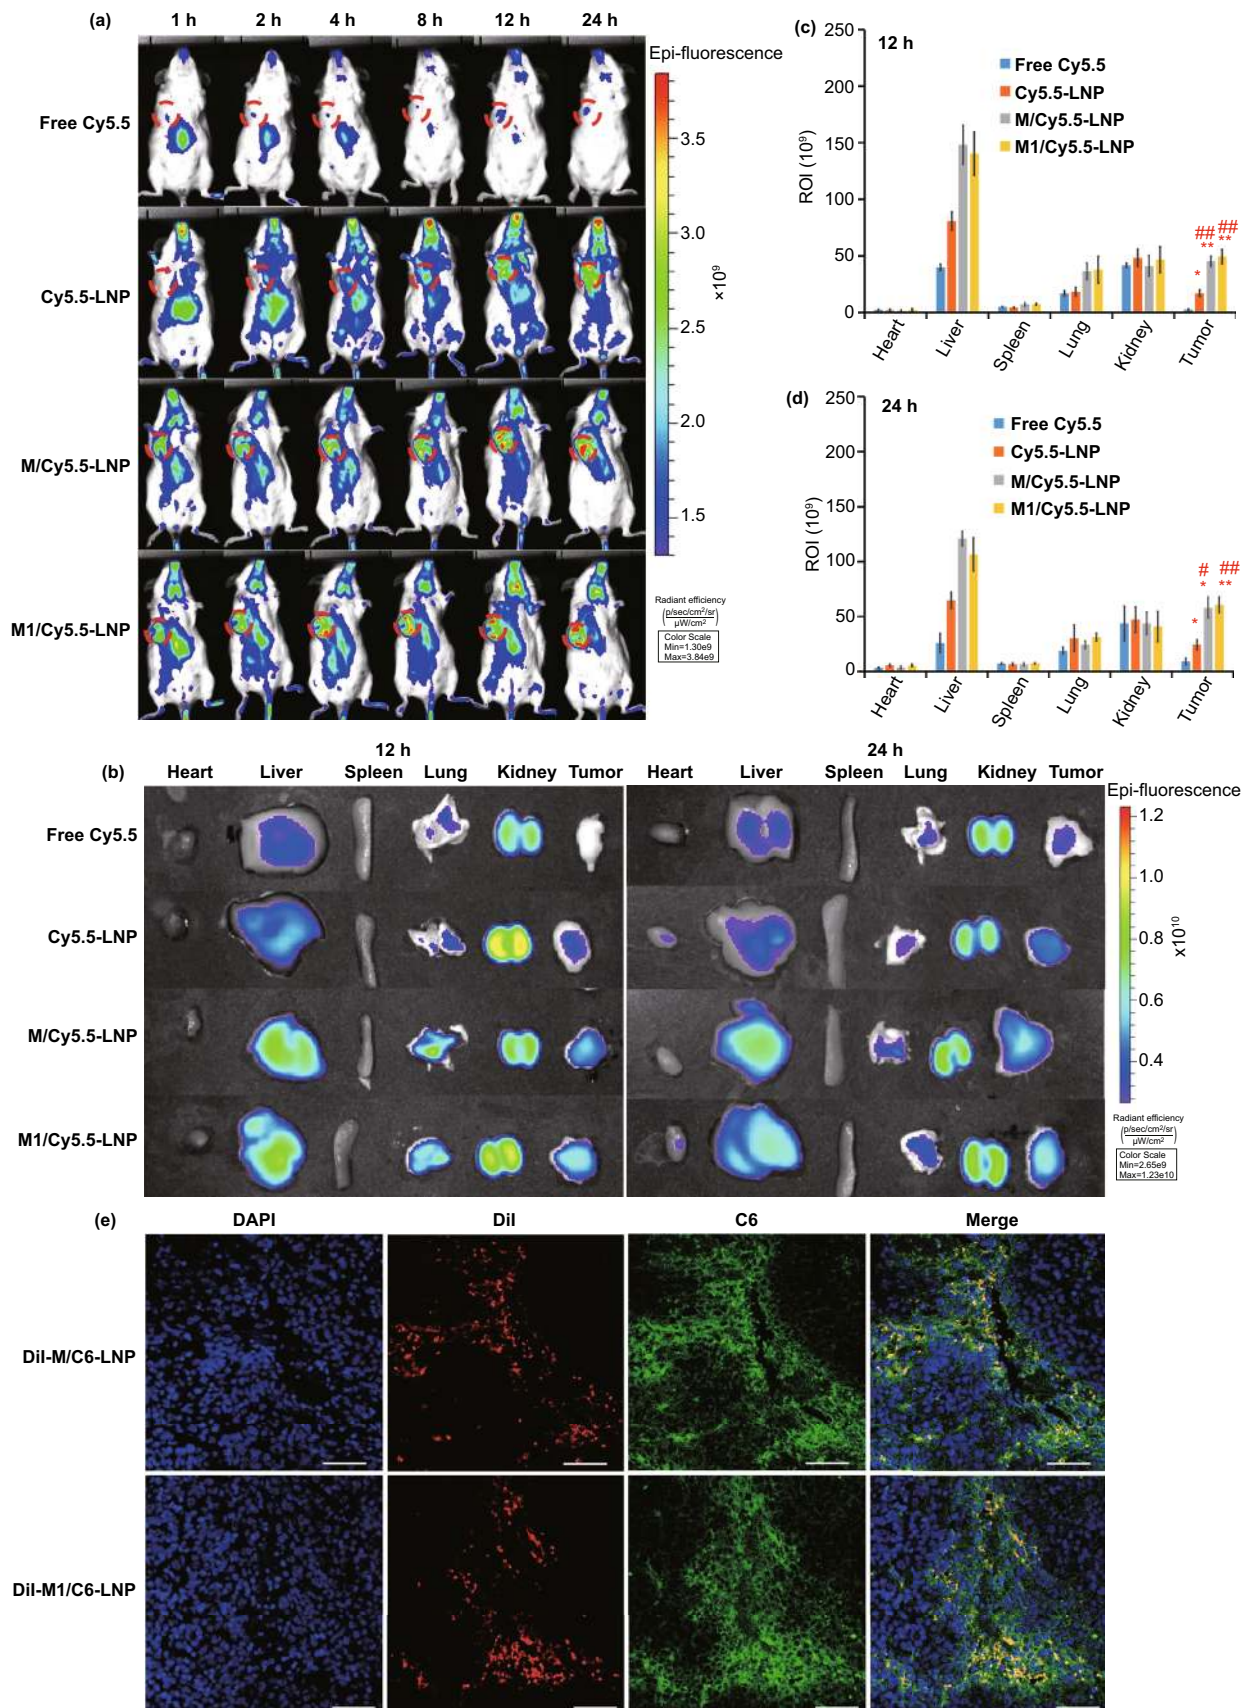 (a)
1 h 2 h 4 h 8 h 12 h 24 h
Epi-fluorescence
Free Cy5.5
Cy5.5-LNP
M/Cy5.5-LNP
M1/Cy5.5-LNP
3.5
3.0
2.5
2.0
1.5
×10⁹
Radiant efficiency
(p/sec/cm²/sr / µW/cm²)
Color Scale
Min=1.30e9
Max=3.84e9
(c)
12 h
Free Cy5.5
Cy5.5-LNP
M/Cy5.5-LNP
M1/Cy5.5-LNP
ROI (10⁹)
250
200
150
100
50
0
* ## ** ## **
Heart Liver Spleen Lung Kidney Tumor
(d)
24 h
Free Cy5.5
Cy5.5-LNP
M/Cy5.5-LNP
M1/Cy5.5-LNP
ROI (10⁹)
250
200
150
100
50
0
* # * ## **
Heart Liver Spleen Lung Kidney Tumor
(b)
12 h 24 h
Heart Liver Spleen Lung Kidney Tumor Heart Liver Spleen Lung Kidney Tumor
Epi-fluorescence
Free Cy5.5
Cy5.5-LNP
M/Cy5.5-LNP
M1/Cy5.5-LNP
1.2
1.0
0.8
0.6
0.4
x10¹⁰
Radiant efficiency
(p/sec/cm²/sr / µW/cm²)
Color Scale
Min=2.65e9
Max=1.23e10
(e)
DAPI DiI C6 Merge
DiI-M/C6-LNP
DiI-M1/C6-LNP